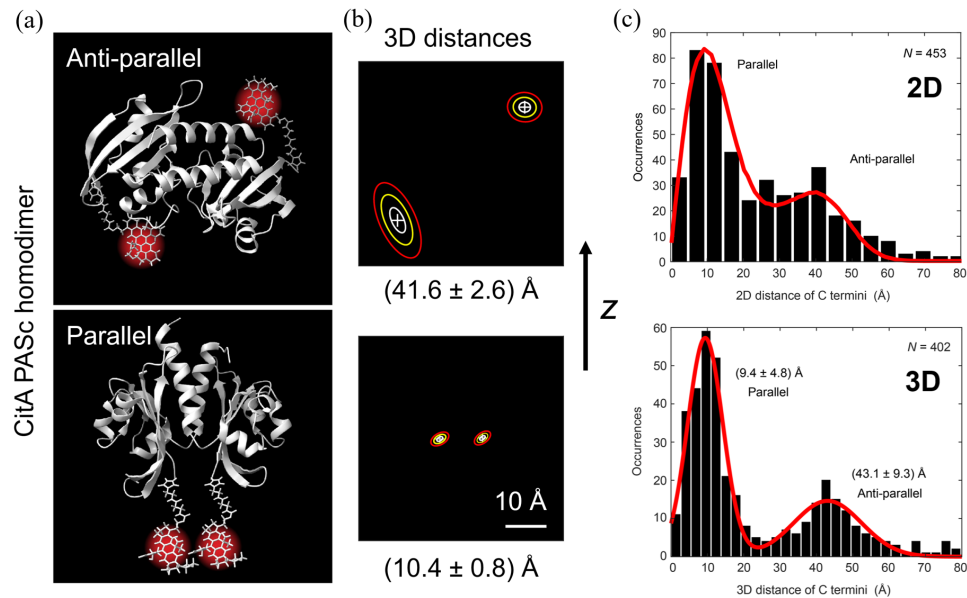 (a)
(b)
(c)
CitA PASc homodimer
Anti-parallel
Parallel
3D distances
(41.6 ± 2.6) Å
10 Å
(10.4 ± 0.8) Å
z
Occurrences
90
80
70
60
50
40
30
20
10
0
Parallel
Anti-parallel
N = 453
2D
0 10 20 30 40 50 60 70 80
2D distance of C termini (Å)
Occurrences
60
50
40
30
20
10
0
(9.4 ± 4.8) Å
Parallel
(43.1 ± 9.3) Å
Anti-parallel
N = 402
3D
0 10 20 30 40 50 60 70 80
3D distance of C termini (Å)